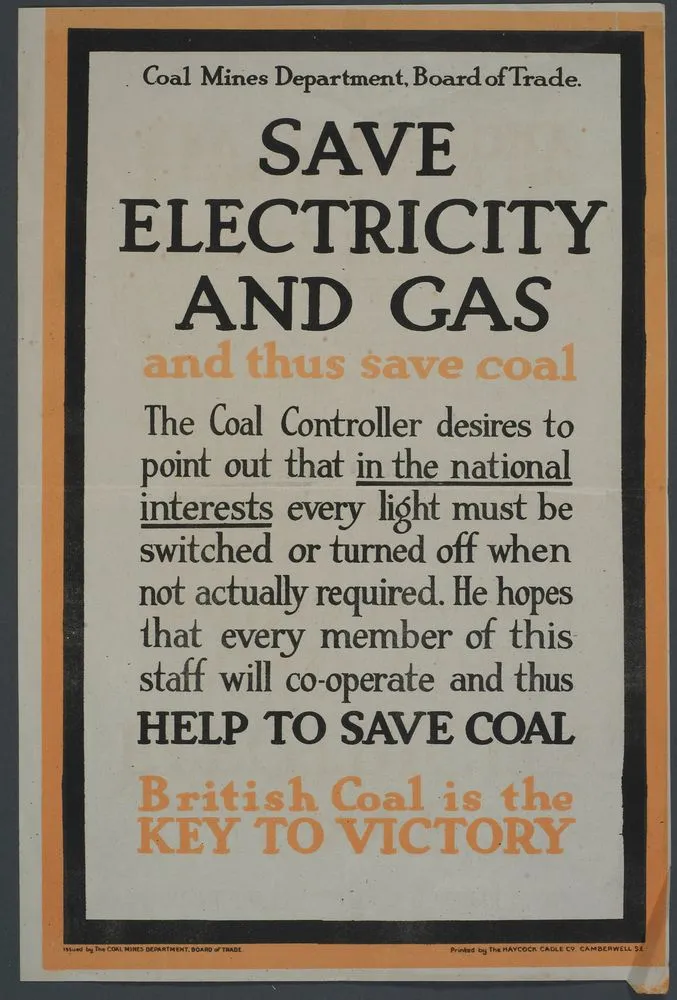 Coal Mines Department, Board of Trade.
SAVE
ELECTRICITY
AND GAS
and thus save coal
The Coal Controller desires to
point out that in the national
interests every light must be
switched or turned off when
not actually required. He hopes
that every member of this
staff will co-operate and thus
HELP TO SAVE COAL
British Coal is the
KEY TO VICTORY
Issued by The COAL MINES DEPARTMENT, BOARD of TRADE.
Printed by The HAYCOCK CADLE CO. CAMBERWELL S.E.